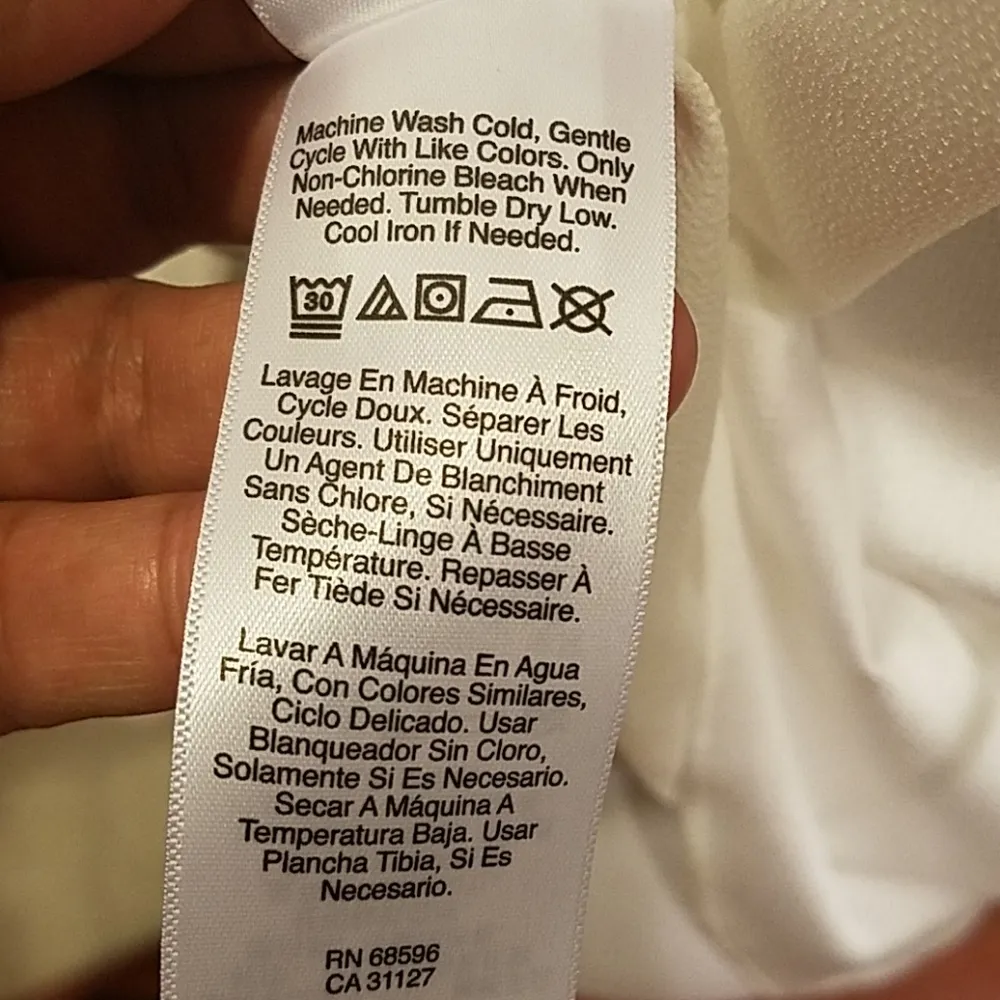 Machine Wash Cold, Gentle
Cycle With Like Colors. Only
Non-Chlorine Bleach When
Needed. Tumble Dry Low.
Cool Iron If Needed.
30
Lavage En Machine À Froid,
Cycle Doux. Séparer Les
Couleurs. Utiliser Uniquement
Un Agent De Blanchiment
Sans Chlore, Si Nécessaire.
Sèche-Linge À Basse
Température. Repasser À
Fer Tiède Si Nécessaire.
Lavar A Máquina En Agua
Fría, Con Colores Similares,
Ciclo Delicado. Usar
Blanqueador Sin Cloro,
Solamente Si Es Necesario.
Secar A Máquina A
Temperatura Baja. Usar
Plancha Tibia, Si Es
Necesario.
RN 68596
CA 31127